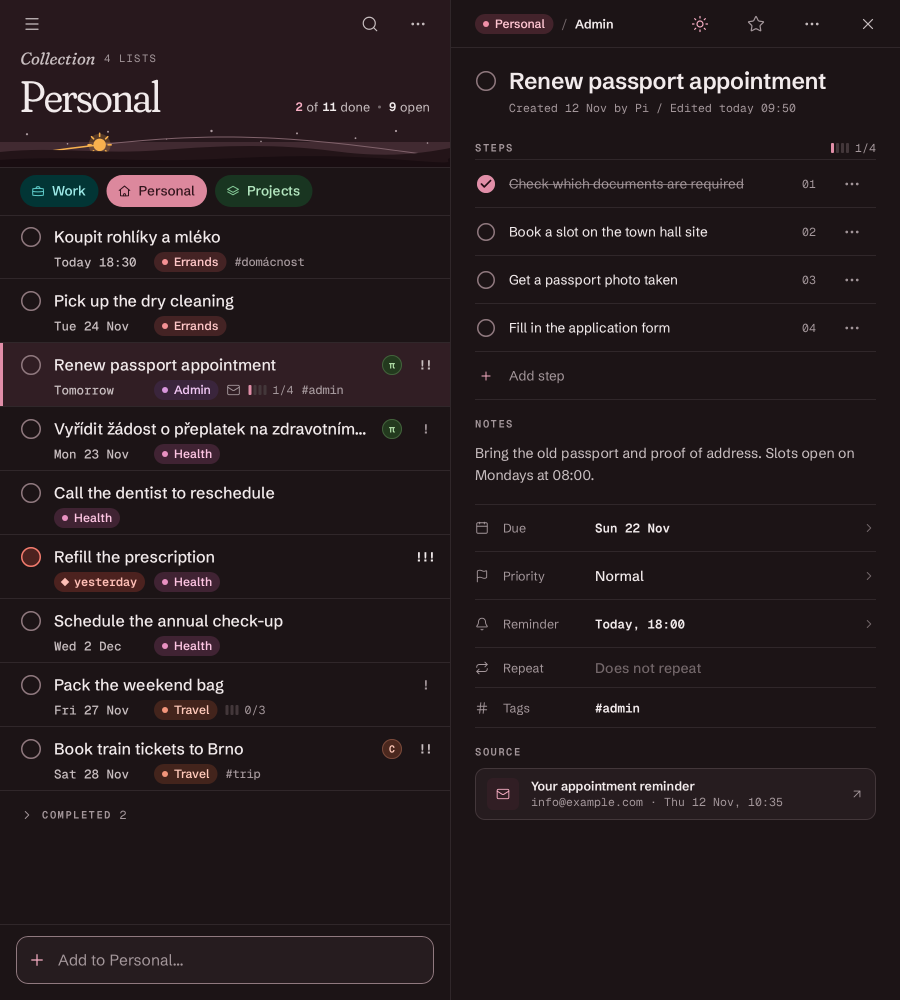 Collection 4 LISTS
Personal
2 of 11 done • 9 open
Work Personal Projects
Koupit rohlíky a mléko
Today 18:30 Errands #domácnost
Pick up the dry cleaning
Tue 24 Nov Errands
Renew passport appointment π !!
Tomorrow Admin 1/4 #admin
Vyřídit žádost o přeplatek na zdravotním… π !
Mon 23 Nov Health
Call the dentist to reschedule
Health
Refill the prescription !!!
yesterday Health
Schedule the annual check-up
Wed 2 Dec Health
Pack the weekend bag !
Fri 27 Nov Travel 0/3
Book train tickets to Brno C !!
Sat 28 Nov Travel #trip
COMPLETED 2
Add to Personal…
Personal / Admin
Renew passport appointment
Created 12 Nov by Pi / Edited today 09:50
STEPS 1/4
Check which documents are required 01
Book a slot on the town hall site 02
Get a passport photo taken 03
Fill in the application form 04
Add step
NOTES
Bring the old passport and proof of address. Slots open on
Mondays at 08:00.
Due Sun 22 Nov
Priority Normal
Reminder Today, 18:00
Repeat Does not repeat
Tags #admin
SOURCE
Your appointment reminder
info@example.com · Thu 12 Nov, 10:35